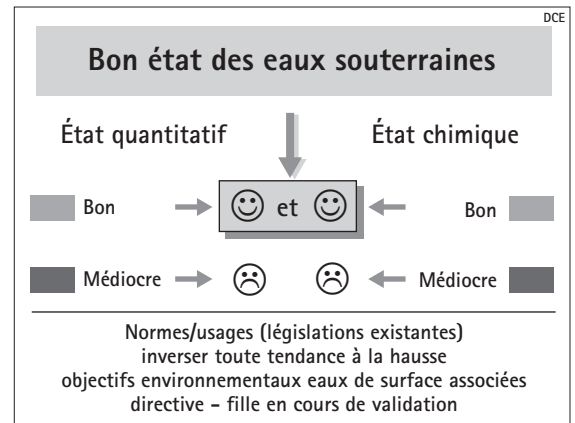 DCE
Bon état des eaux souterraines
État quantitatif
État chimique
Bon
et
Bon
Médiocre
Médiocre
Normes/usages (législations existantes)
inverser toute tendance à la hausse
objectifs environnementaux eaux de surface associées
directive – fille en cours de validation